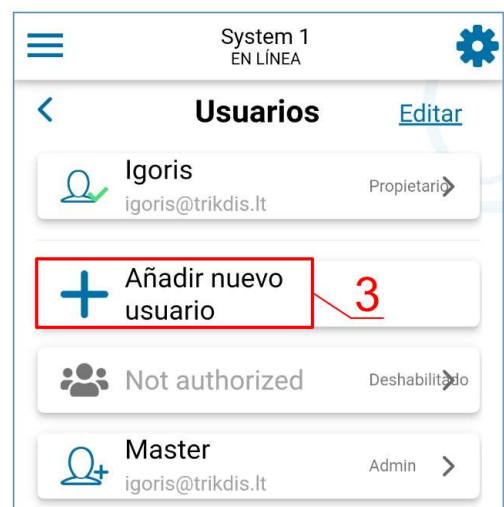 System 1
EN LÍNEA
Usuarios
Editar
Igoris
Propietario
igoris@trikdis.lt
Añadir nuevo
usuario
3
Not authorized
Deshabilitado
Master
Admin
igoris@trikdis.lt